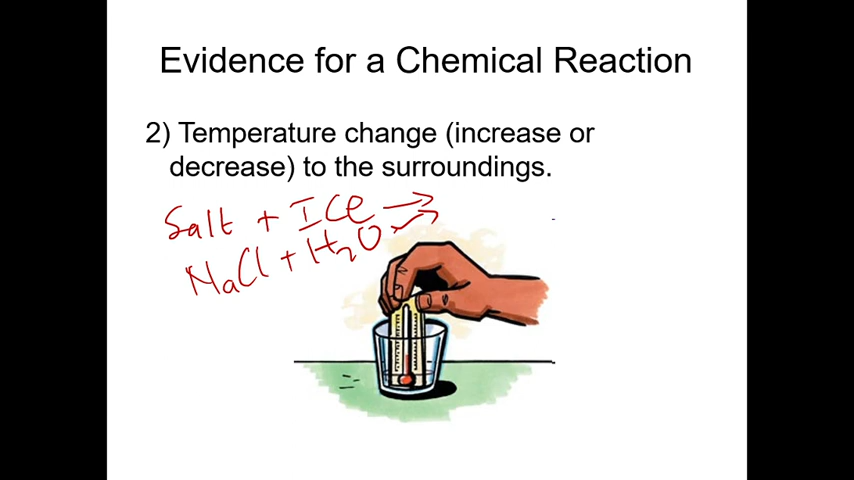 Evidence for a Chemical Reaction
2) Temperature change (increase or
decrease) to the surroundings.
Salt + ICE →
NaCl + H₂O →